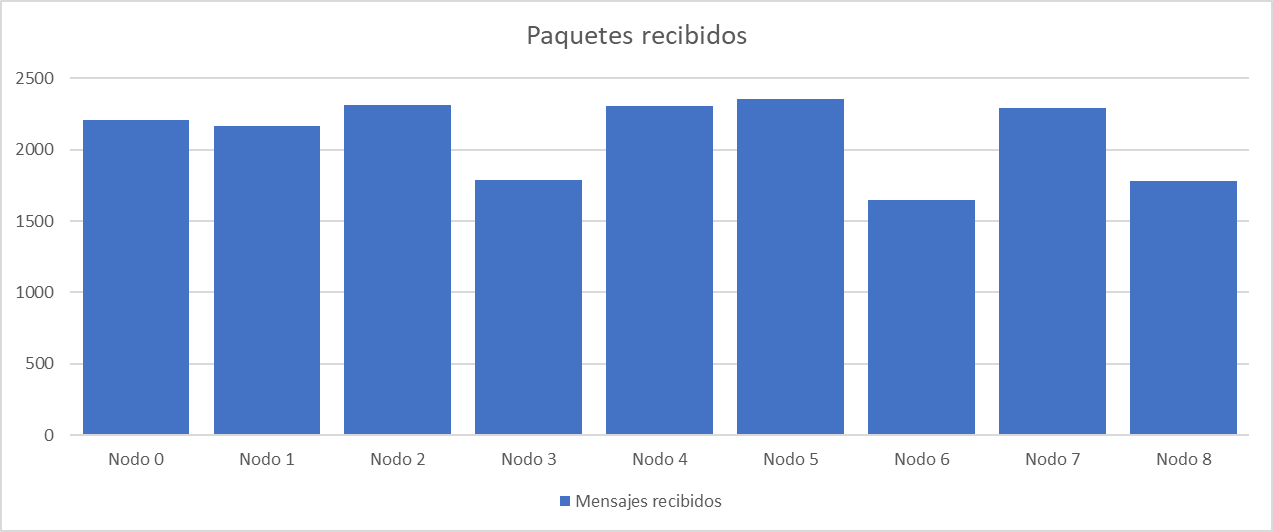 Paquetes recibidos
2500
2000
1500
1000
500
0
Nodo 0 Nodo 1 Nodo 2 Nodo 3 Nodo 4 Nodo 5 Nodo 6 Nodo 7 Nodo 8
Mensajes recibidos